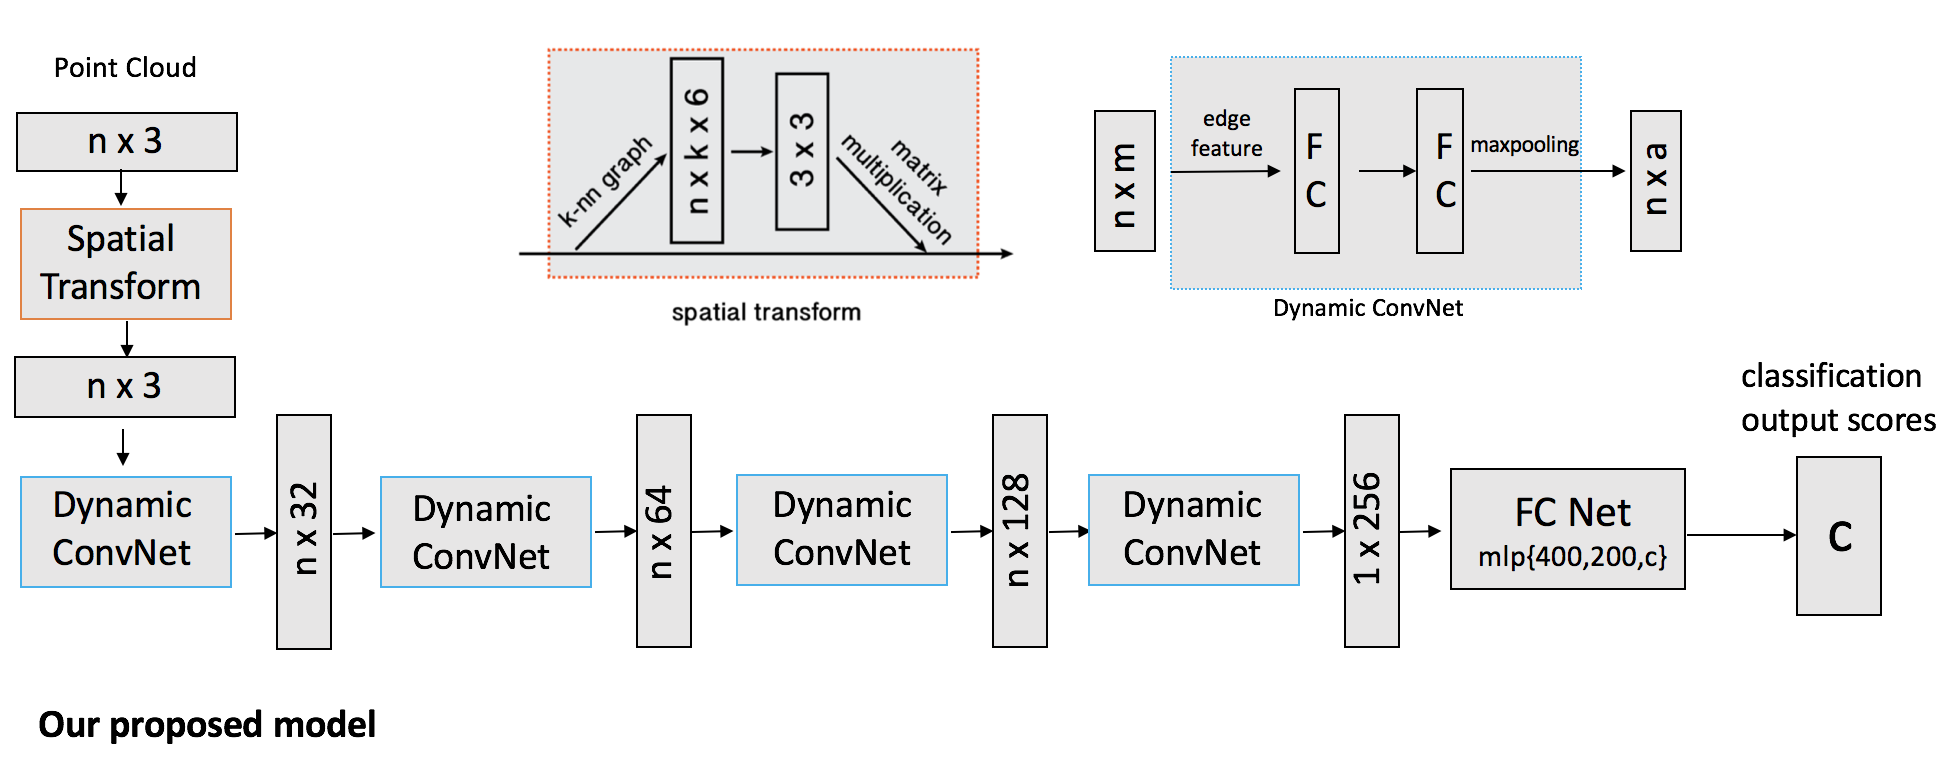 Point Cloud
n x 3
Spatial
Transform
n x 3
k-nn graph
n x k x 6
3 x 3
matrix
multiplication
spatial transform
n x m
edge
feature
F
C
F
C
maxpooling
n x a
Dynamic ConvNet
Dynamic
ConvNet
n x 32
Dynamic
ConvNet
n x 64
Dynamic
ConvNet
n x 128
Dynamic
ConvNet
1 x 256
FC Net
mlp{400,200,c}
classification
output scores
C
Our proposed model